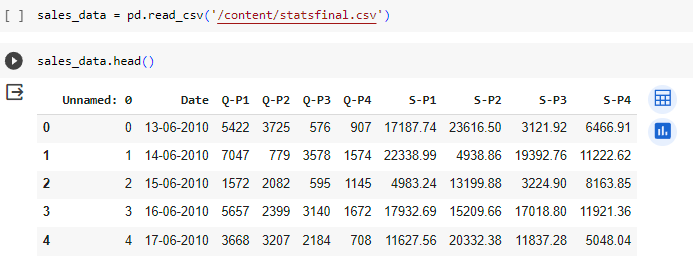 [ ] sales_data = pd.read_csv('/content/statsfinal.csv')
sales_data.head()
Unnamed: 0 Date Q-P1 Q-P2 Q-P3 Q-P4 S-P1 S-P2 S-P3 S-P4
0 0 13-06-2010 5422 3725 576 907 17187.74 23616.50 3121.92 6466.91
1 1 14-06-2010 7047 779 3578 1574 22338.99 4938.86 19392.76 11222.62
2 2 15-06-2010 1572 2082 595 1145 4983.24 13199.88 3224.90 8163.85
3 3 16-06-2010 5657 2399 3140 1672 17932.69 15209.66 17018.80 11921.36
4 4 17-06-2010 3668 3207 2184 708 11627.56 20332.38 11837.28 5048.04